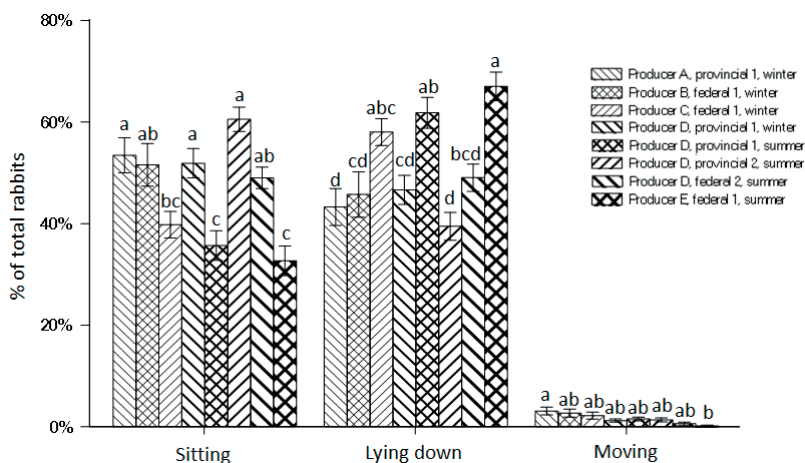 80%
60%
40%
20%
0%
% of total rabbits
a ab bc a c a ab c
d cd abc cd ab d bcd a
a ab ab ab ab ab ab b
Sitting Lying down Moving
Producer A, provincial 1, winter
Producer B, federal 1, winter
Producer C, federal 1, winter
Producer D, provincial 1, winter
Producer D, provincial 1, summer
Producer D, provincial 2, summer
Producer D, federal 2, summer
Producer E, federal 1, summer